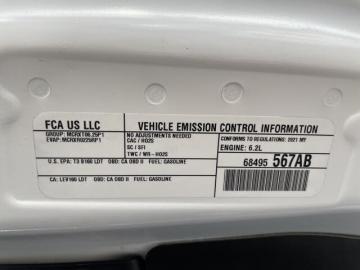 FCA US LLC
GROUP: MCRXT06.25P1
EVAP: MCRXR0225RP1
VEHICLE EMISSION CONTROL INFORMATION
NO ADJUSTMENTS NEEDED
CAC / HO2S
SC / SFI
TWC / WR-HO2S
CONFORMS TO REGULATIONS: 2021 MY
ENGINE: 6.2L
68495 567AB
U.S. EPA: T3 B160 LDT OBD: CA OBD II FUEL: GASOLINE
CA: LEV160 LDT OBD: CA OBD II FUEL: GASOLINE